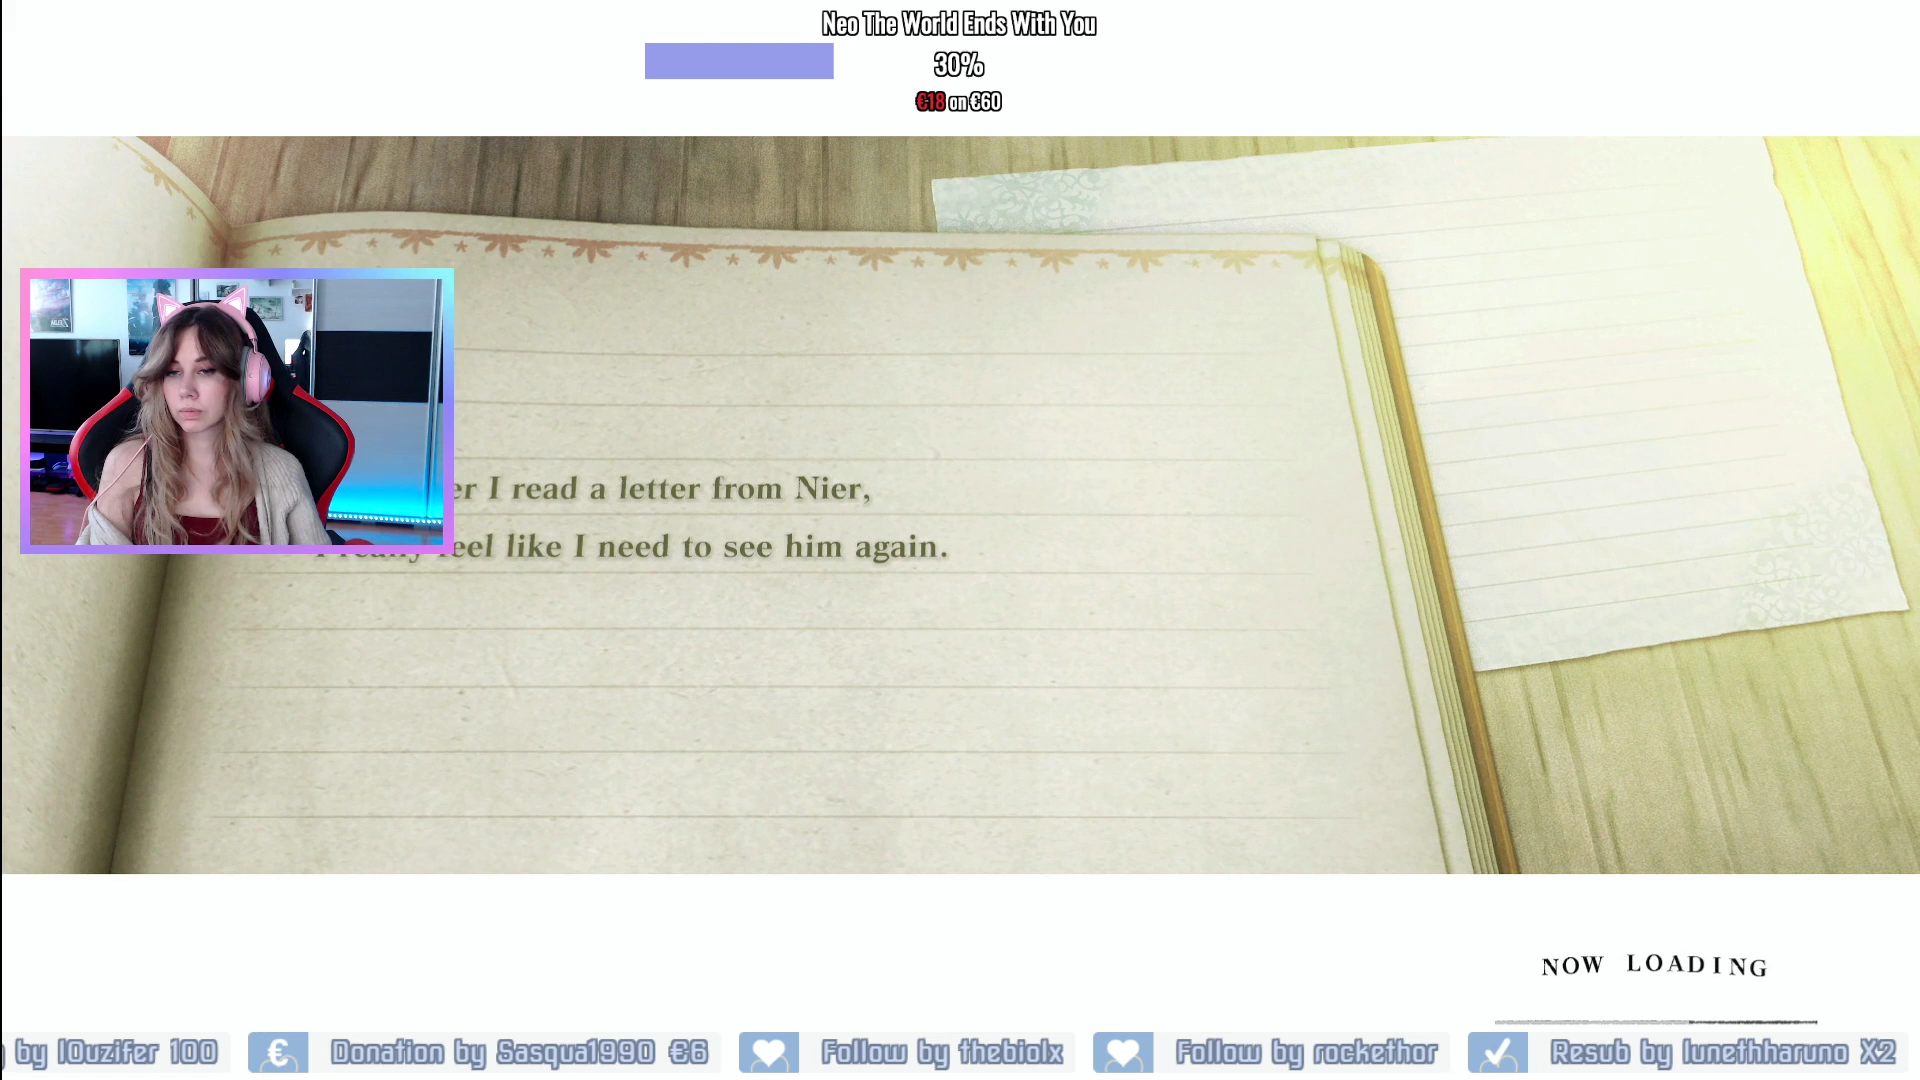 Neo The World Ends With You
30%
€18 on €60
er I read a letter from Nier,
feel like I need to see him again.
NOW LOADING
by l0uzifer 100
€ Donation by Sasqua1990 €6
Follow by thebiolx
Follow by rockethor
Resub by lunethharuno X2